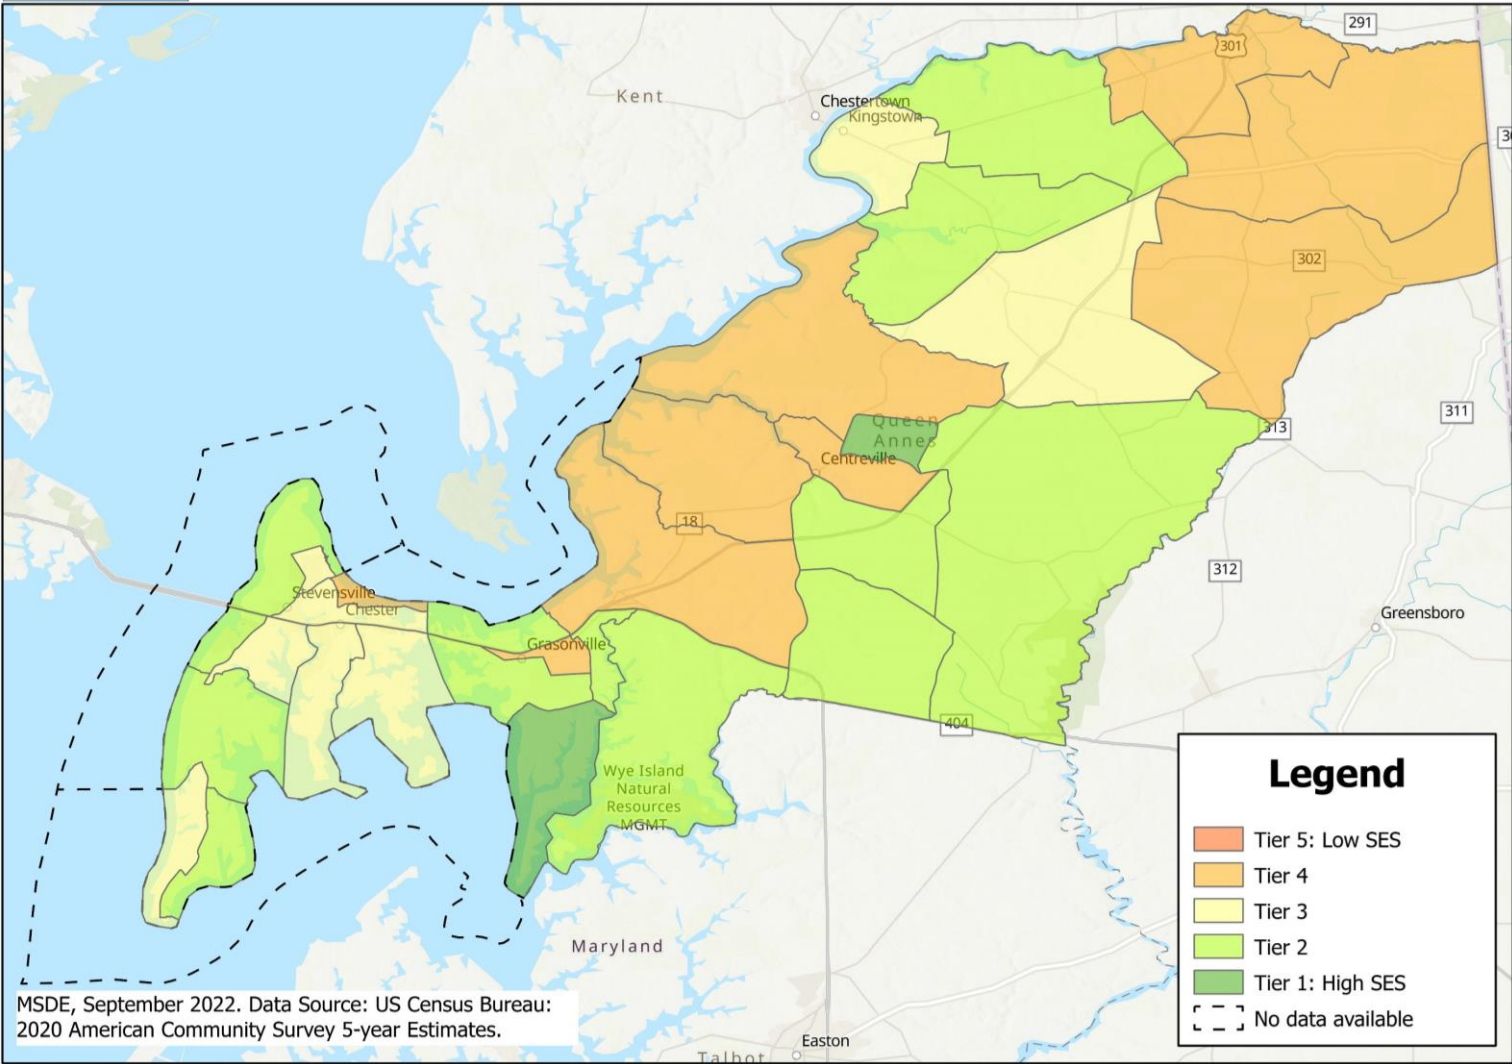 291
301
Kent
Chestertown
Kingstown
302
Queen
Annes
Centreville
313
311
18
312
Stevensville
Chester
Greensboro
Grasonville
404
Wye Island
Natural
Resources
MGMT
Maryland
Easton
Talbot
Legend
Tier 5: Low SES
Tier 4
Tier 3
Tier 2
Tier 1: High SES
No data available
MSDE, September 2022. Data Source: US Census Bureau:
2020 American Community Survey 5-year Estimates.